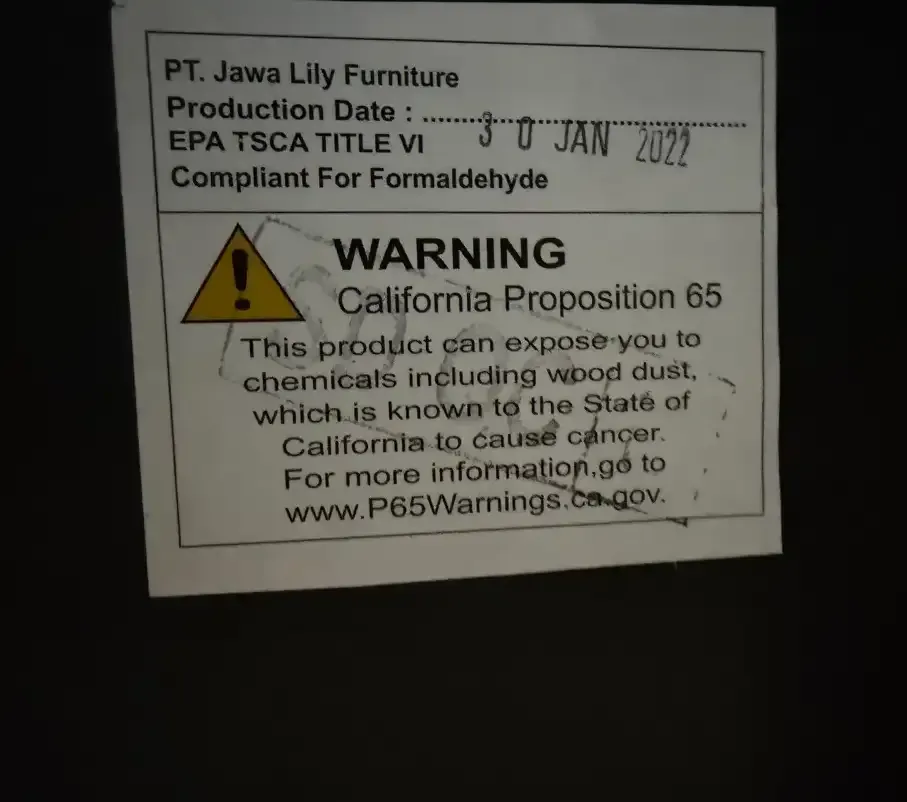 PT. Jawa Lily Furniture
Production Date : ........................................
30 JAN 2022
EPA TSCA TITLE VI
Compliant For Formaldehyde
WARNING
California Proposition 65
This product can expose you to
chemicals including wood dust,
which is known to the State of
California to cause cancer.
For more information,go to
www.P65Warnings.ca.gov.